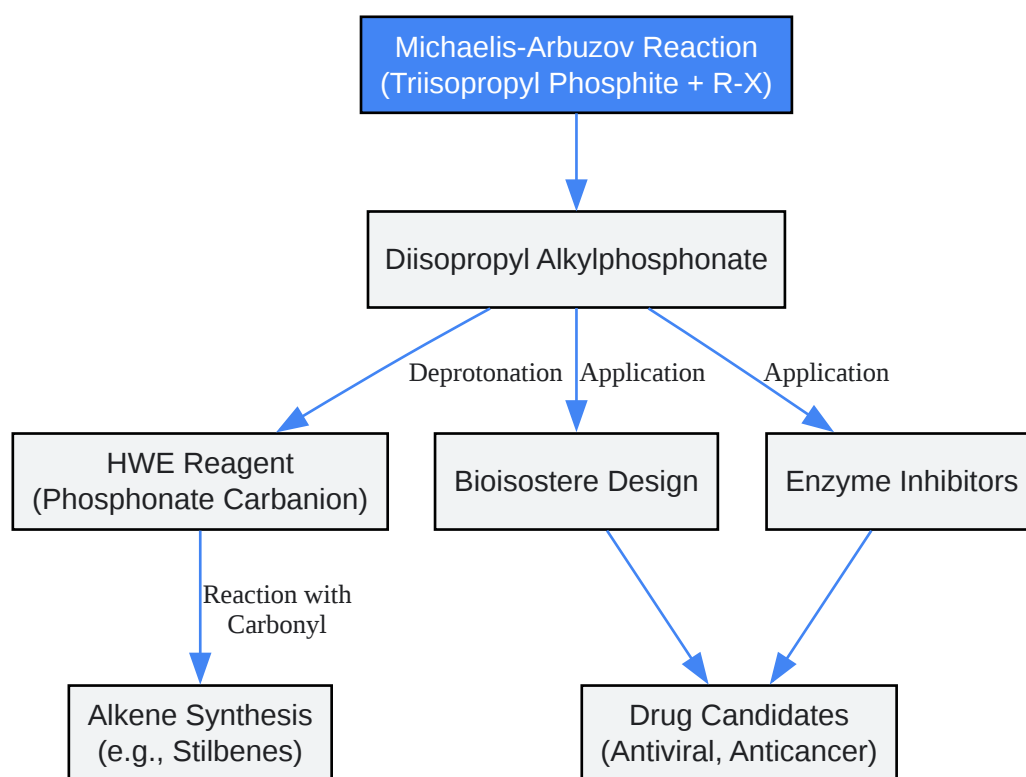 Michaelis-Arbuzov Reaction
(Triisopropyl Phosphite + R-X)
Diisopropyl Alkylphosphonate
Deprotonation
Application
Application
HWE Reagent
(Phosphonate Carbanion)
Bioisostere Design
Enzyme Inhibitors
Reaction with
Carbonyl
Alkene Synthesis
(e.g., Stilbenes)
Drug Candidates
(Antiviral, Anticancer)